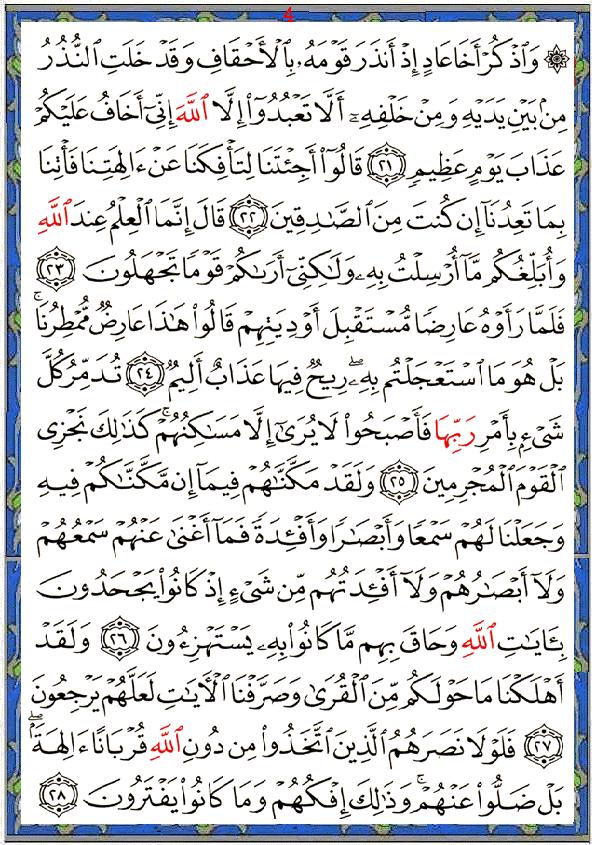 4
۞ وَٱذْكُرْ أَخَا عَادٍ إِذْ أَنذَرَ قَوْمَهُۥ بِٱلْأَحْقَافِ وَقَدْ خَلَتِ ٱلنُّذُرُ
مِنۢ بَيْنِ يَدَيْهِ وَمِنْ خَلْفِهِۦٓ أَلَّا تَعْبُدُوٓا۟ إِلَّا ٱللَّهَ إِنِّىٓ أَخَافُ عَلَيْكُمْ
عَذَابَ يَوْمٍ عَظِيمٍ ٢١ قَالُوٓا۟ أَجِئْتَنَا لِتَأْفِكَنَا عَنْ ءَالِهَتِنَا فَأْتِنَا
بِمَا تَعِدُنَآ إِن كُنتَ مِنَ ٱلصَّـٰدِقِينَ ٢٢ قَالَ إِنَّمَا ٱلْعِلْمُ عِندَ ٱللَّهِ
وَأُبَلِّغُكُم مَّآ أُرْسِلْتُ بِهِۦ وَلَـٰكِنِّىٓ أَرَىٰكُمْ قَوْمًا تَجْهَلُونَ ٢٣
فَلَمَّا رَأَوْهُ عَارِضًا مُّسْتَقْبِلَ أَوْدِيَتِهِمْ قَالُوا۟ هَـٰذَا عَارِضٌ مُّمْطِرُنَا ۚ
بَلْ هُوَ مَا ٱسْتَعْجَلْتُم بِهِۦ ۖ رِيحٌ فِيهَا عَذَابٌ أَلِيمٌ ٢٤ تُدَمِّرُ كُلَّ
شَىْءٍۭ بِأَمْرِ رَبِّهَا فَأَصْبَحُوا۟ لَا يُرَىٰٓ إِلَّا مَسَـٰكِنُهُمْ ۚ كَذَٰلِكَ نَجْزِى
ٱلْقَوْمَ ٱلْمُجْرِمِينَ ٢٥ وَلَقَدْ مَكَّنَّـٰهُمْ فِيمَآ إِن مَّكَّنَّـٰكُمْ فِيهِ
وَجَعَلْنَا لَهُمْ سَمْعًا وَأَبْصَـٰرًا وَأَفْـِٔدَةً فَمَآ أَغْنَىٰ عَنْهُمْ سَمْعُهُمْ
وَلَآ أَبْصَـٰرُهُمْ وَلَآ أَفْـِٔدَتُهُم مِّن شَىْءٍ إِذْ كَانُوا۟ يَجْحَدُونَ
بِـَٔايَـٰتِ ٱللَّهِ وَحَاقَ بِهِم مَّا كَانُوا۟ بِهِۦ يَسْتَهْزِءُونَ ٢٦ وَلَقَدْ
أَهْلَكْنَا مَا حَوْلَكُم مِّنَ ٱلْقُرَىٰ وَصَرَّفْنَا ٱلْـَٔايَـٰتِ لَعَلَّهُمْ يَرْجِعُونَ
٢٧ فَلَوْلَا نَصَرَهُمُ ٱلَّذِينَ ٱتَّخَذُوا۟ مِن دُونِ ٱللَّهِ قُرْبَانًا ءَالِهَةًۢ ۖ
بَلْ ضَلُّوا۟ عَنْهُمْ ۚ وَذَٰلِكَ إِفْكُهُمْ وَمَا كَانُوا۟ يَفْتَرُونَ ٢٨